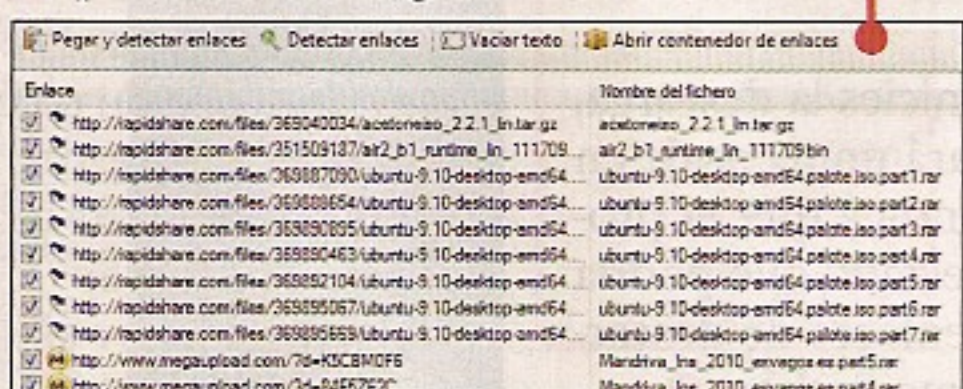 Pegar y detectar enlaces Detectar enlaces Vaciar texto Abrir contenedor de enlaces
Enlace Nombre del fichero
http://rapidshare.com/files/369040034/acetoneiso_2.2.1_lin.tar.gz acetoneiso_2.2.1_lin.tar.gz
http://rapidshare.com/files/351509187/air2_b1_runtime_lin_111709... air2_b1_runtime_lin_111709.bin
http://rapidshare.com/files/369887090/ubuntu-9.10-desktop-amd64.... ubuntu-9.10-desktop-amd64.palote.iso.part1.rar
http://rapidshare.com/files/369888654/ubuntu-9.10-desktop-amd64.... ubuntu-9.10-desktop-amd64.palote.iso.part2.rar
http://rapidshare.com/files/369890895/ubuntu-9.10-desktop-amd64.... ubuntu-9.10-desktop-amd64.palote.iso.part3.rar
http://rapidshare.com/files/369890463/ubuntu-9.10-desktop-amd64.... ubuntu-9.10-desktop-amd64.palote.iso.part4.rar
http://rapidshare.com/files/369892104/ubuntu-9.10-desktop-amd64.... ubuntu-9.10-desktop-amd64.palote.iso.part5.rar
http://rapidshare.com/files/369895067/ubuntu-9.10-desktop-amd64.... ubuntu-9.10-desktop-amd64.palote.iso.part6.rar
http://rapidshare.com/files/369895669/ubuntu-9.10-desktop-amd64.... ubuntu-9.10-desktop-amd64.palote.iso.part7.rar
http://www.megaupload.com/?d=K5CBMOF6 Mandriva_lns_2010_exvagos.es.part5.rar